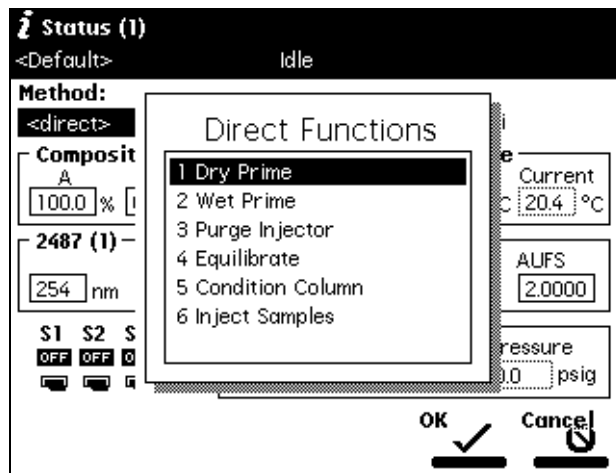 i Status (1)
<Default> Idle
Method:
<direct>
Direct Functions
1 Dry Prime
2 Wet Prime
3 Purge Injector
4 Equilibrate
5 Condition Column
6 Inject Samples
Composit
A
100.0 %
Current
20.4 °C
2487 (1)
254 nm
AUFS
2.0000
S1 S2 S
OFF OFF
ressure
psig
OK Cancel